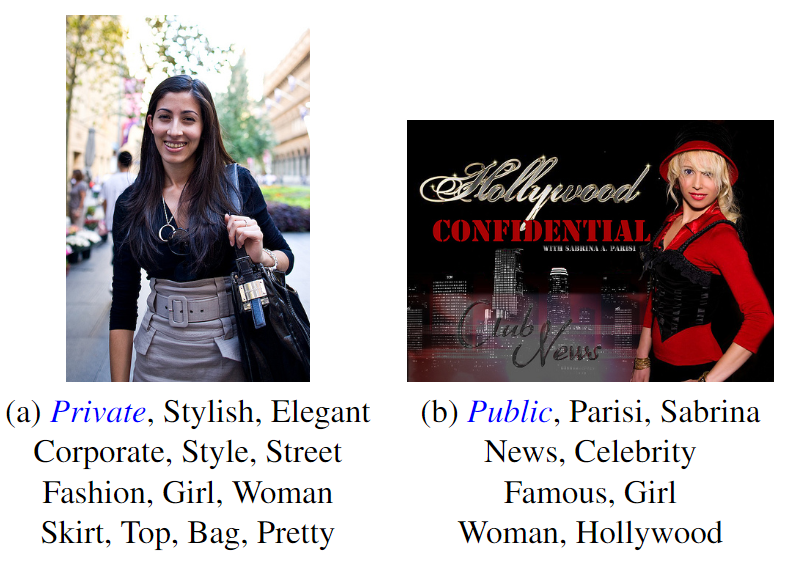 Hollywood
CONFIDENTIAL
WITH SABRINA A. PARISI
Club
News
(a) Private, Stylish, Elegant
Corporate, Style, Street
Fashion, Girl, Woman
Skirt, Top, Bag, Pretty
(b) Public, Parisi, Sabrina
News, Celebrity
Famous, Girl
Woman, Hollywood